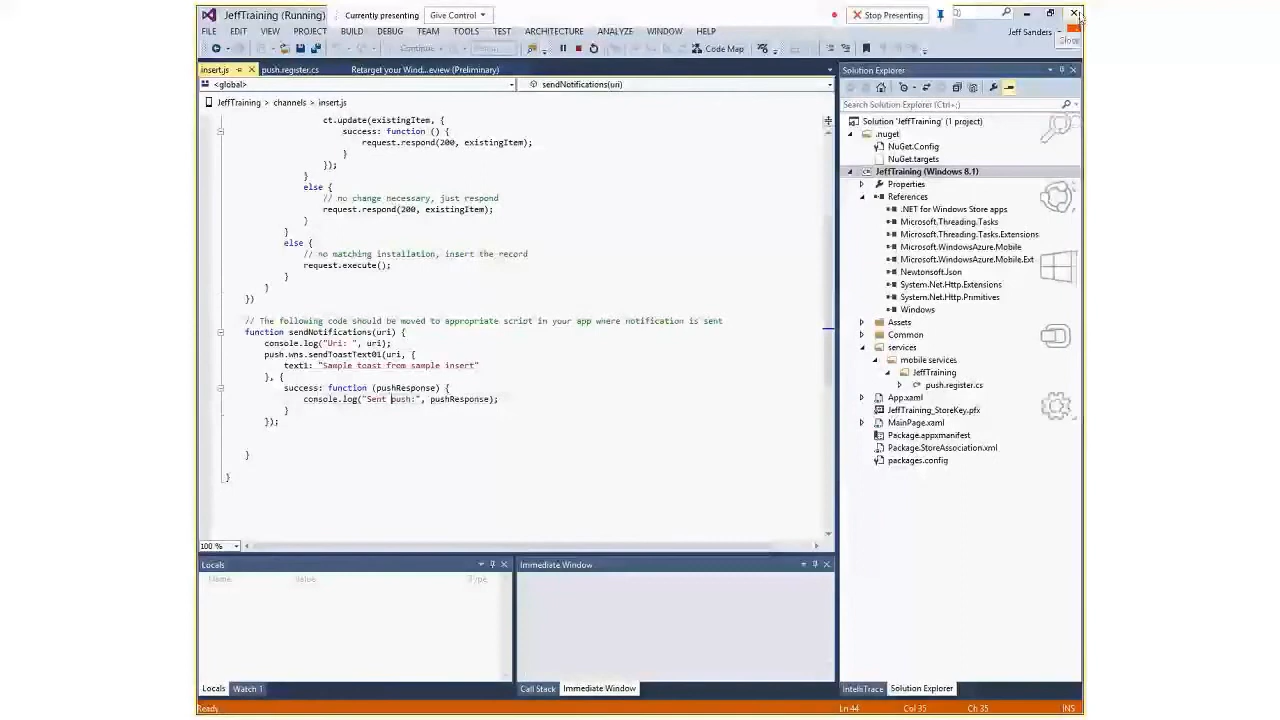 JeffTraining (Running)
Currently presenting
Give Control
Stop Presenting
FILE EDIT VIEW PROJECT BUILD DEBUG TEAM TOOLS TEST ARCHITECTURE ANALYZE WINDOW HELP
Jeff Sanders
Close
Continue
Code Map
insert.js
push.register.cs
Retarget your Wind...eview (Preliminary)
<global>
sendNotifications(uri)
JeffTraining channels insert.js
ct.update(existingItem, {
success: function () {
request.respond(200, existingItem);
}
});
}
else {
// no change necessary, just respond
request.respond(200, existingItem);
}
}
else {
// no matching installation, insert the record
request.execute();
}
}
})
// The following code should be moved to appropriate script in your app where notification is sent
function sendNotifications(uri) {
console.log("Uri: ", uri);
push.wns.sendToastText01(uri, {
text1: "Sample toast from sample insert"
}, {
success: function (pushResponse) {
console.log("Sent push:", pushResponse);
}
});
}
}
100 %
Locals
Name Value Type
Locals Watch 1
Immediate Window
Call Stack Immediate Window
Solution Explorer
Search Solution Explorer (Ctrl+;)
Solution 'JeffTraining' (1 project)
.nuget
NuGet.Config
NuGet.targets
JeffTraining (Windows 8.1)
Properties
References
.NET for Windows Store apps
Microsoft.Threading.Tasks
Microsoft.Threading.Tasks.Extensions
Microsoft.WindowsAzure.Mobile
Microsoft.WindowsAzure.Mobile.Ext
Newtonsoft.Json
System.Net.Http.Extensions
System.Net.Http.Primitives
Windows
Assets
Common
services
mobile services
JeffTraining
push.register.cs
App.xaml
JeffTraining_StoreKey.pfx
MainPage.xaml
Package.appxmanifest
Package.StoreAssociation.xml
packages.config
IntelliTrace Solution Explorer
Ready
Ln 44 Col 35 Ch 35 INS